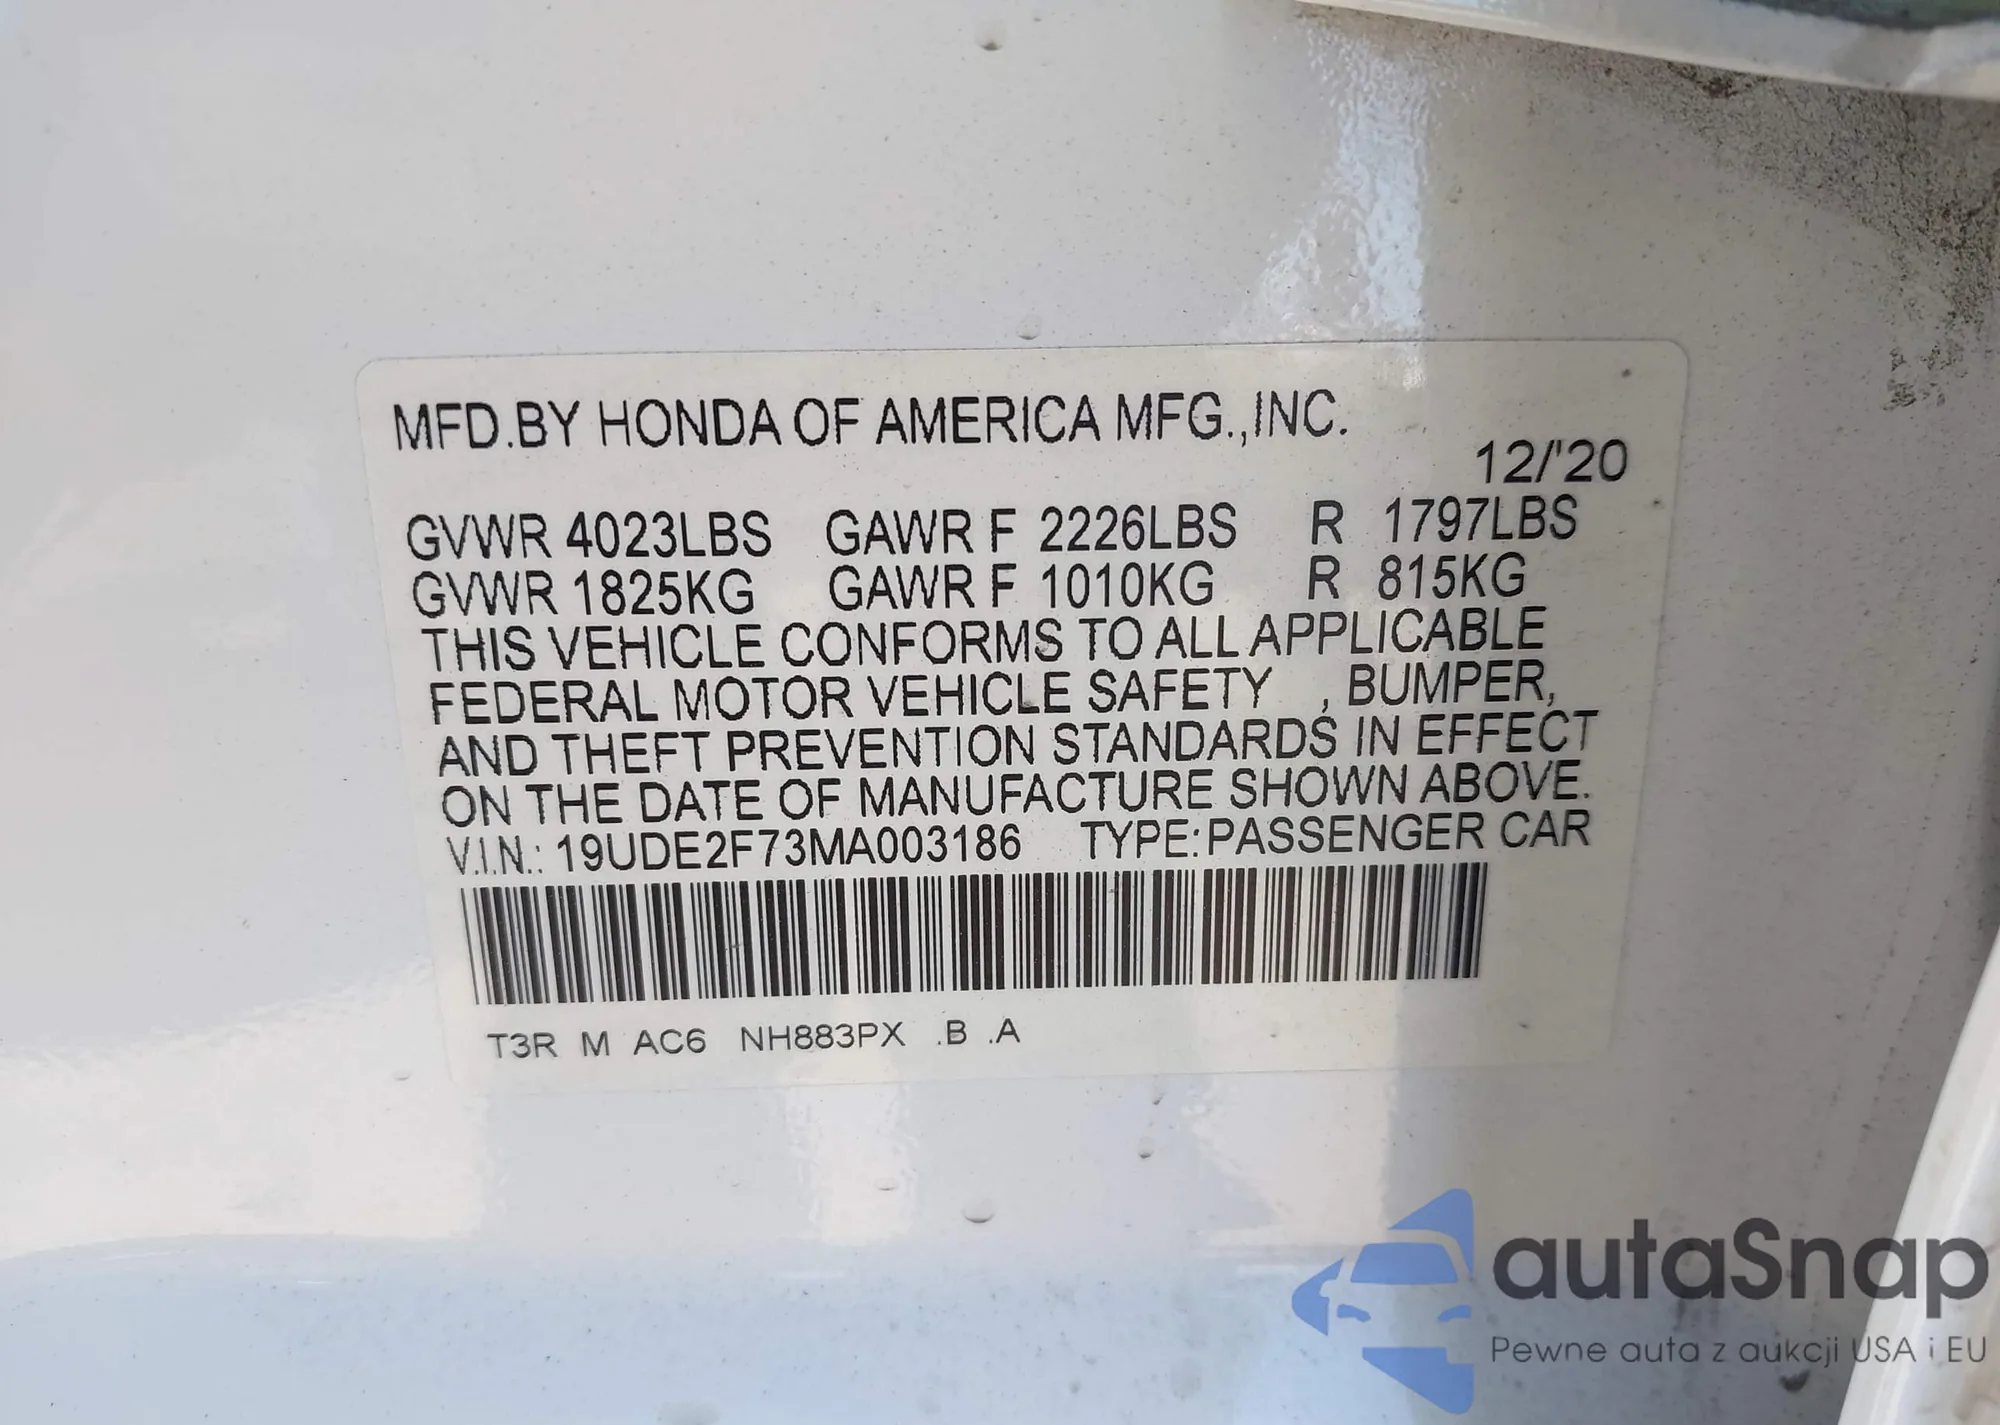 MFD.BY HONDA OF AMERICA MFG.,INC.
12/'20
GVWR 4023LBS GAWR F 2226LBS R 1797LBS
GVWR 1825KG GAWR F 1010KG R 815KG
THIS VEHICLE CONFORMS TO ALL APPLICABLE
FEDERAL MOTOR VEHICLE SAFETY , BUMPER,
AND THEFT PREVENTION STANDARDS IN EFFECT
ON THE DATE OF MANUFACTURE SHOWN ABOVE.
V.I.N.: 19UDE2F73MA003186 TYPE:PASSENGER CAR
T3R M AC6 NH883PX .B .A
autaSnap
Pewne auta z aukcji USA i EU